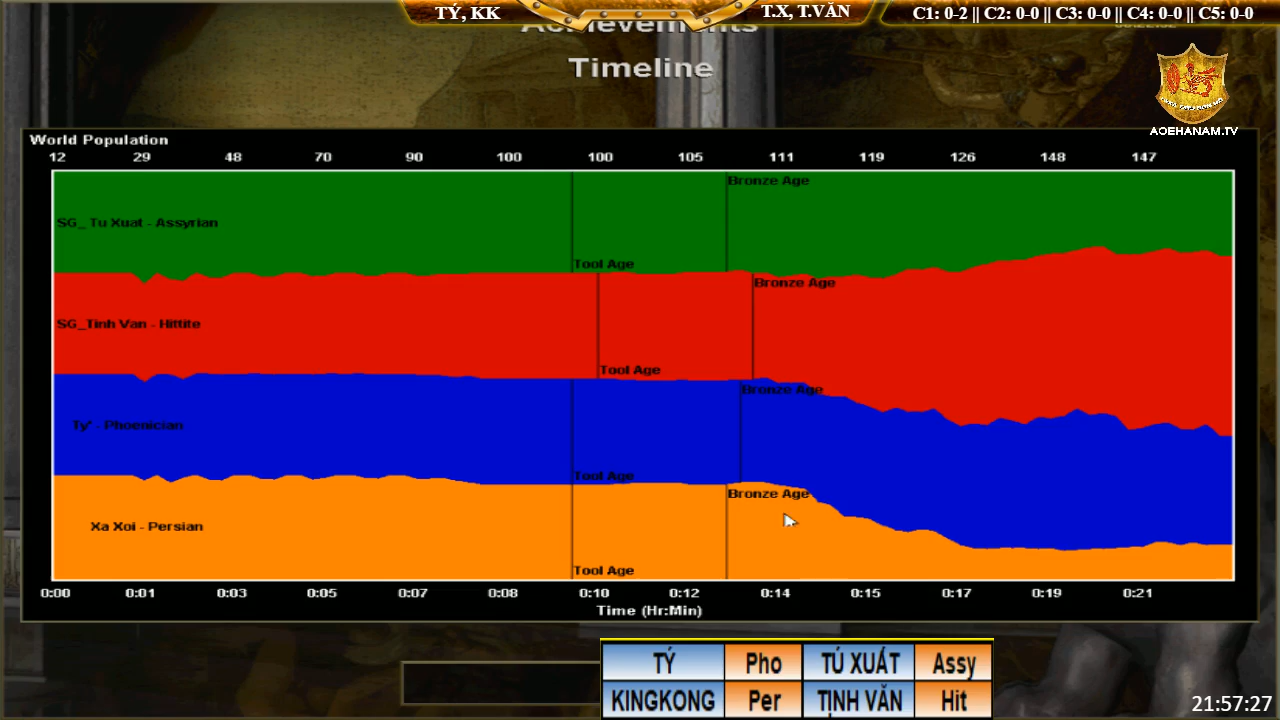 TÝ, KK
T.X, T.VĂN
C1: 0-2 || C2: 0-0 || C3: 0-0 || C4: 0-0 || C5: 0-0
Achievements
Timeline
AOEHANAM.TV
World Population
12 29 48 70 90 100 100 105 111 119 126 148 147
Bronze Age
SG_ Tu Xuat - Assyrian
Tool Age
Bronze Age
SG_Tinh Van - Hittite
Tool Age
Bronze Age
Ty' - Phoenician
Tool Age
Bronze Age
Xa Xoi - Persian
Tool Age
0:00 0:01 0:03 0:05 0:07 0:08 0:10 0:12 0:14 0:15 0:17 0:19 0:21
Time (Hr:Min)
TÝ Pho TÚ XUẤT Assy
KINGKONG Per TỊNH VĂN Hit
21:57:27